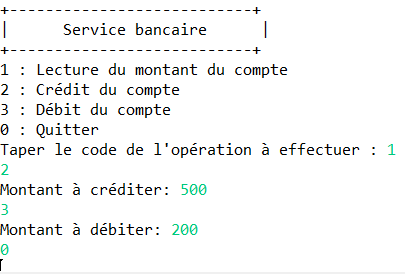 +--------------------------+
|      Service bancaire      |
+--------------------------+
1 : Lecture du montant du compte
2 : Crédit du compte
3 : Débit du compte
0 : Quitter
Taper le code de l'opération à effectuer : 1
2
Montant à créditer: 500
3
Montant à débiter: 200
0